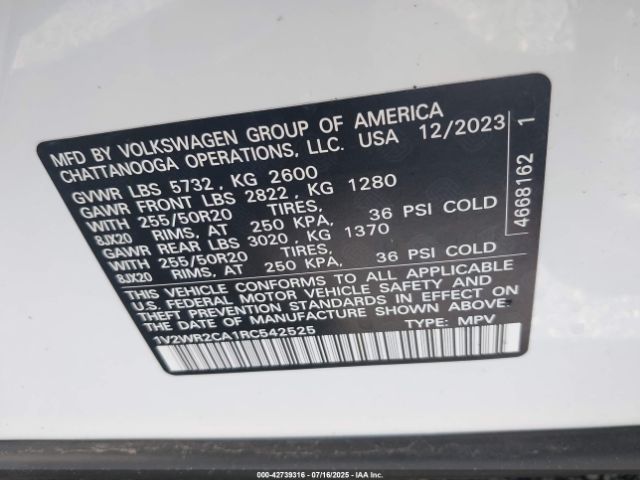 MFD BY VOLKSWAGEN GROUP OF AMERICA
CHATTANOOGA OPERATIONS, LLC. USA 12/2023
GVWR LBS 5732 , KG 2600
GAWR FRONT LBS 2822 , KG 1280
WITH 255/50R20 TIRES,
8JX20 RIMS, AT 250 KPA, 36 PSI COLD
GAWR REAR LBS 3020 , KG 1370
WITH 255/50R20 TIRES,
8JX20 RIMS, AT 250 KPA, 36 PSI COLD
THIS VEHICLE CONFORMS TO ALL APPLICABLE
U.S. FEDERAL MOTOR VEHICLE SAFETY AND
THEFT PREVENTION STANDARDS IN EFFECT ON
THE DATE OF MANUFACTURE SHOWN ABOVE.
1V2WR2CA1RC542525 TYPE: MPV
4668162 1
000-42739316 - 07/16/2025 - IAA Inc.